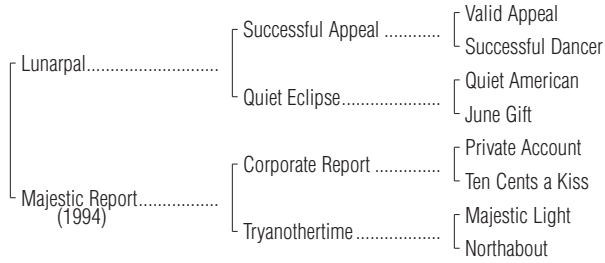 Valid Appeal
Successful Appeal ............
Successful Dancer
Lunarpal............................
Quiet American
Quiet Eclipse.....................
June Gift
Private Account
Corporate Report ..............
Ten Cents a Kiss
Majestic Report.................
(1994)
Majestic Light
Tryanothertime ..................
Northabout